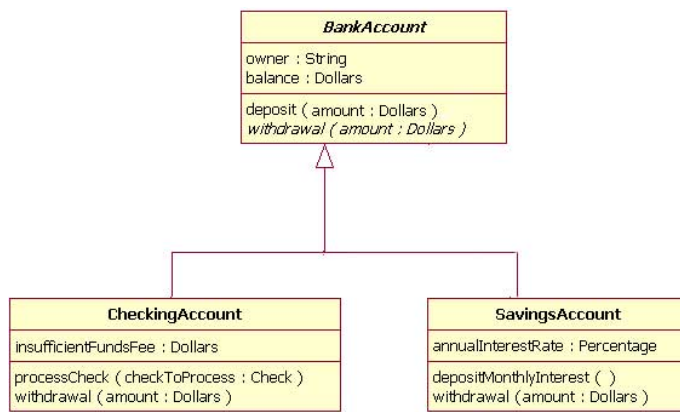 BankAccount
owner : String
balance : Dollars
deposit ( amount : Dollars )
withdrawal ( amount : Dollars )
CheckingAccount
insufficientFundsFee : Dollars
processCheck ( checkToProcess : Check )
withdrawal ( amount : Dollars )
SavingsAccount
annualInterestRate : Percentage
depositMonthlyInterest ( )
withdrawal ( amount : Dollars )